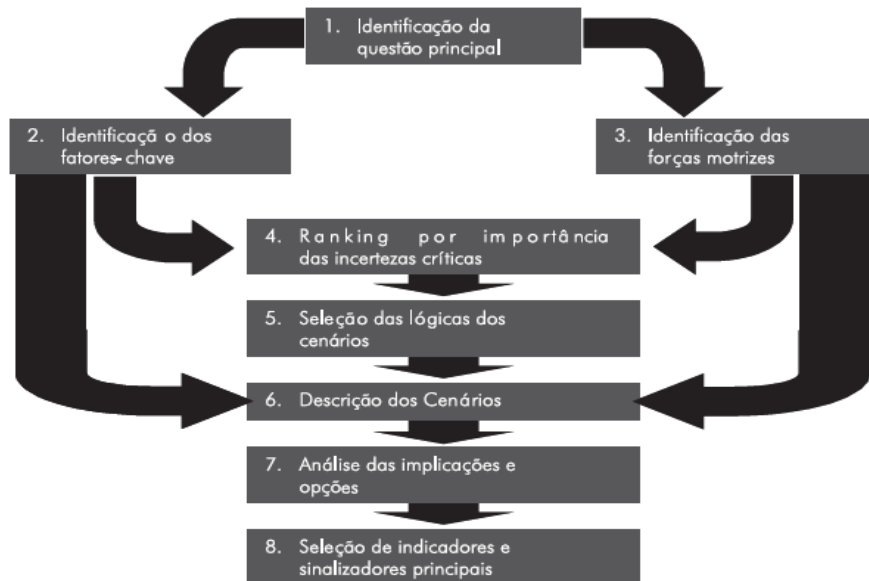 1. Identificação da
questão principal
2. Identificaçã o dos
fatores-chave
3. Identificação das
forças motrizes
4. Ranking por importância
das incertezas críticas
5. Seleção das lógicas dos
cenários
6. Descrição dos Cenários
7. Análise das implicações e
opções
8. Seleção de indicadores e
sinalizadores principais